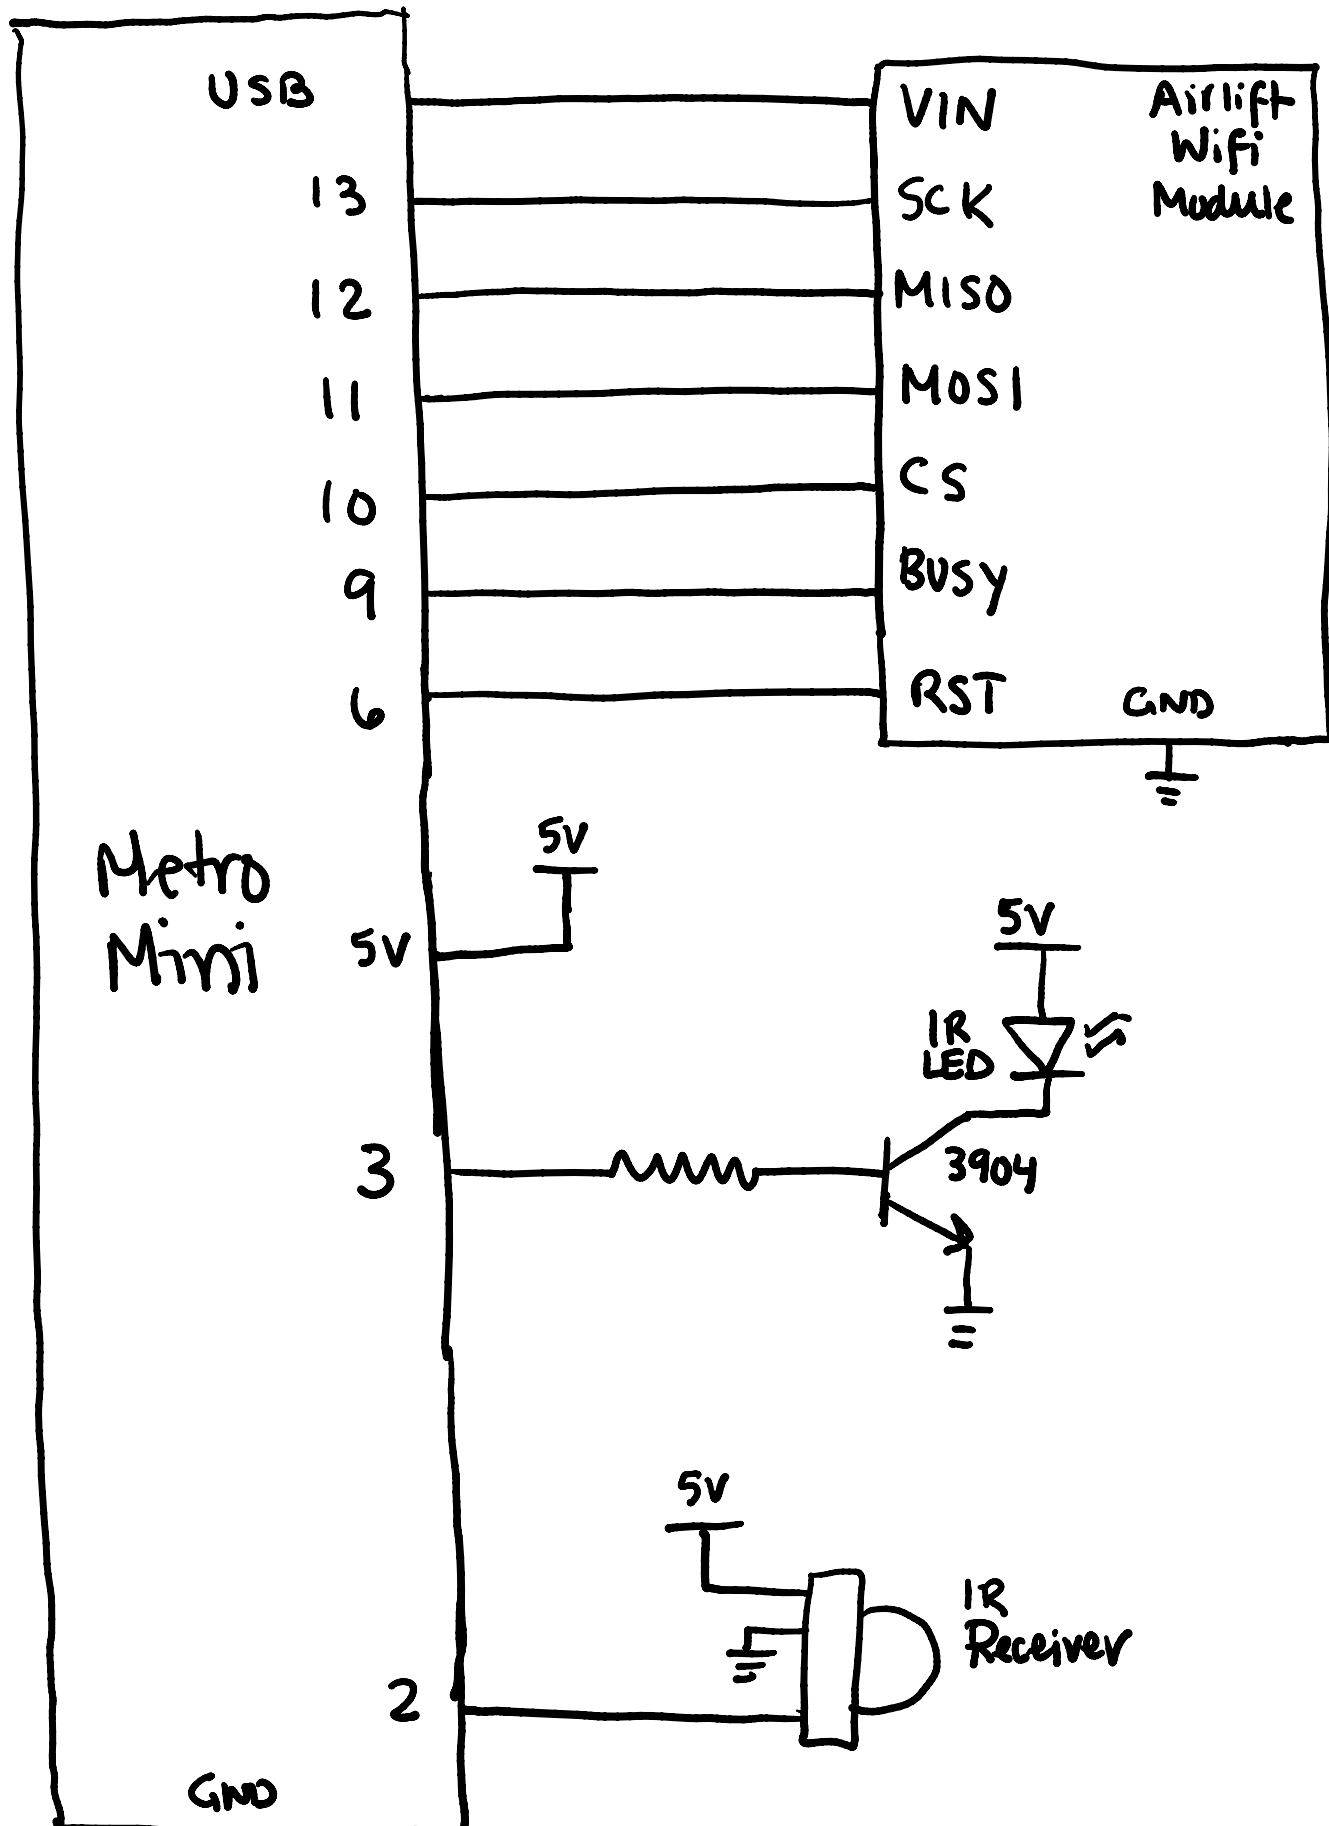 USB
VIN
Airlift
Wifi
Module
13
SCK
12
MISO
11
MOSI
10
CS
9
BUSY
6
RST
GND
Metro
Mini
5V
5V
5V
IR
LED
3
3904
5V
IR
Receiver
2
GND